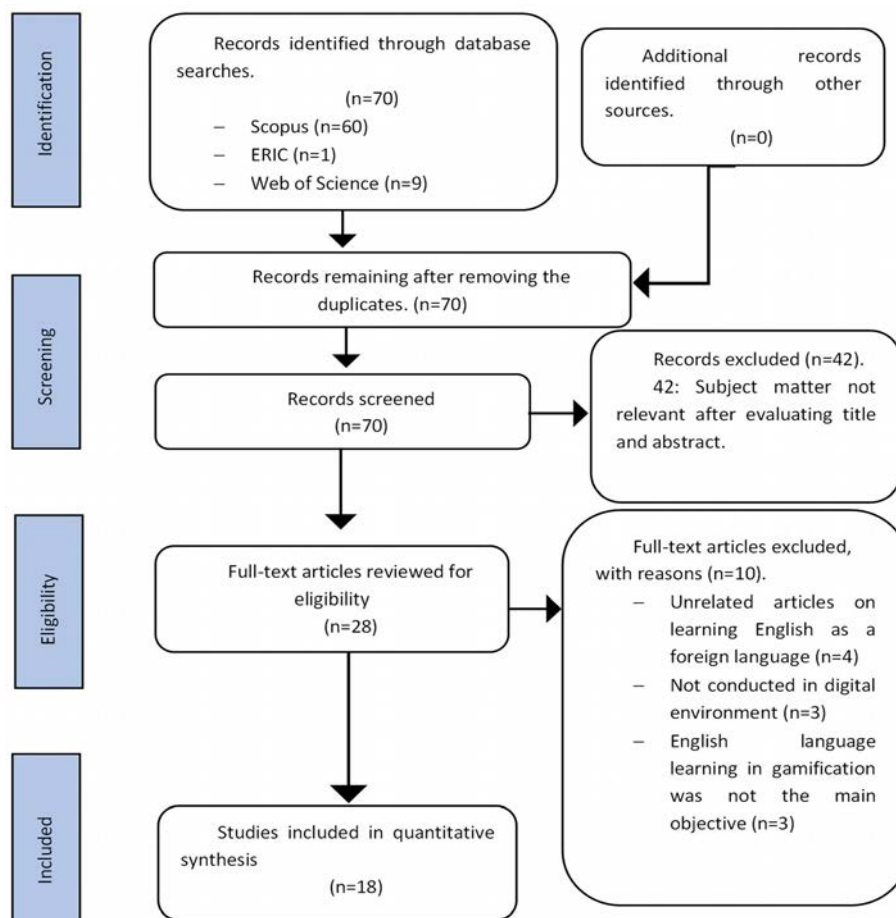 Identification
Records identified through database
searches.
(n=70)
– Scopus (n=60)
– ERIC (n=1)
– Web of Science (n=9)
Additional records
identified through other
sources.
(n=0)
Screening
Records remaining after removing the
duplicates. (n=70)
Records screened
(n=70)
Records excluded (n=42).
42: Subject matter not
relevant after evaluating title
and abstract.
Eligibility
Full-text articles reviewed for
eligibility
(n=28)
Full-text articles excluded,
with reasons (n=10).
– Unrelated articles on
learning English as a
foreign language (n=4)
– Not conducted in digital
environment (n=3)
– English language
learning in gamification
was not the main
objective (n=3)
Included
Studies included in quantitative
synthesis
(n=18)